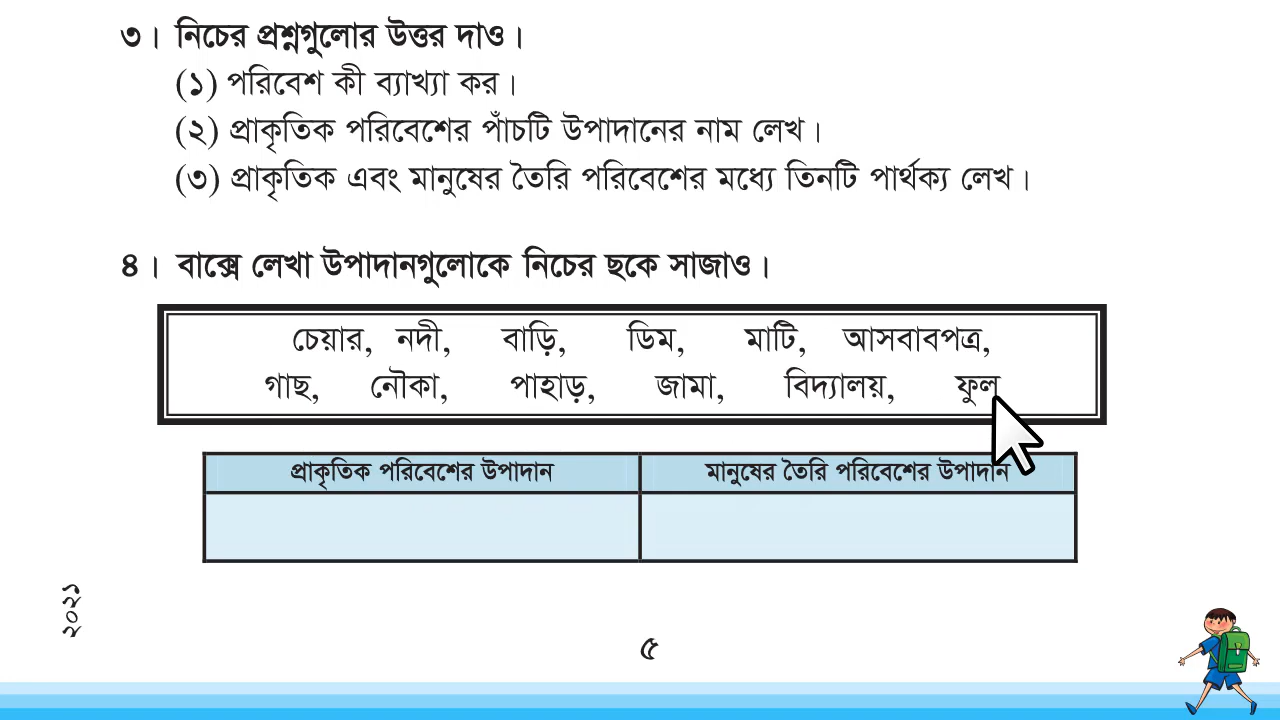 ৩। নিচের প্রশ্নগুলোর উত্তর দাও।
(১) পরিবেশ কী ব্যাখ্যা কর।
(২) প্রাকৃতিক পরিবেশের পাঁচটি উপাদানের নাম লেখ।
(৩) প্রাকৃতিক এবং মানুষের তৈরি পরিবেশের মধ্যে তিনটি পার্থক্য লেখ।
৪। বাক্সে লেখা উপাদানগুলোকে নিচের ছকে সাজাও।
চেয়ার, নদী, বাড়ি, ডিম, মাটি, আসবাবপত্র,
গাছ, নৌকা, পাহাড়, জামা, বিদ্যালয়, ফুল
প্রাকৃতিক পরিবেশের উপাদান
মানুষের তৈরি পরিবেশের উপাদান
২০২১
৫